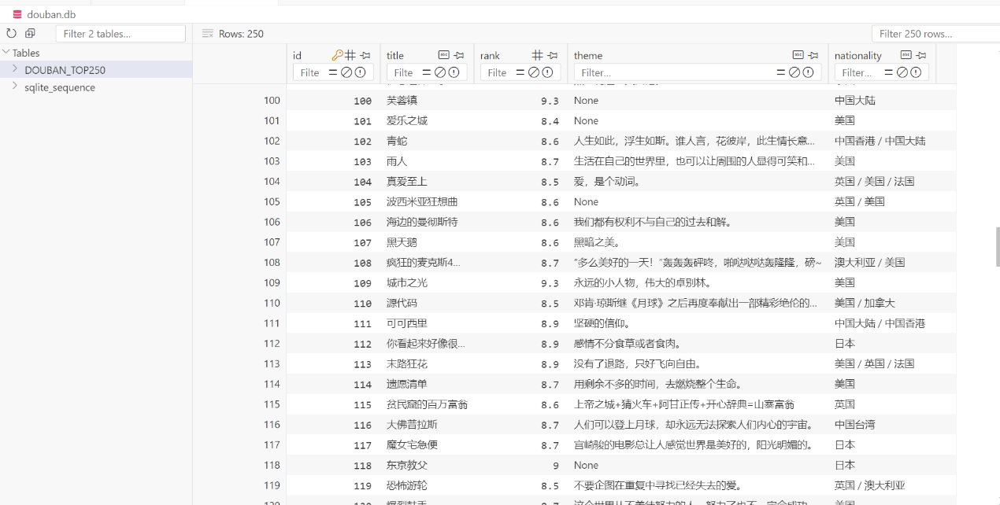 douban.db
Filter 2 tables...
Rows: 250
Filter 250 rows...
Tables
DOUBAN_TOP250
sqlite_sequence
id title rank theme nationality
Filte Filte Filte Filter... Filter...
100 100 芙蓉镇 9.3 None 中国大陆
101 101 爱乐之城 8.4 None 美国
102 102 青蛇 8.6 人生如此，浮生如斯。谁人言，花彼岸，此生情长意... 中国香港 / 中国大陆
103 103 雨人 8.7 生活在自己的世界里，也可以让周围的人显得可笑和... 美国
104 104 真爱至上 8.5 爱，是个动词。 英国 / 美国 / 法国
105 105 波西米亚狂想曲 8.6 None 英国 / 美国
106 106 海边的曼彻斯特 8.6 我们都有权利不与自己的过去和解。 美国
107 107 黑天鹅 8.6 黑暗之美。 美国
108 108 疯狂的麦克斯4... 8.7 “多么美好的一天！”轰轰轰砰咚，啪哒哒哒轰隆隆，磅~ 澳大利亚 / 美国
109 109 城市之光 9.3 永远的小人物，伟大的卓别林。 美国
110 110 源代码 8.5 邓肯·琼斯继《月球》之后再度奉献出一部精彩绝伦的... 美国 / 加拿大
111 111 可可西里 8.9 坚硬的信仰。 中国大陆 / 中国香港
112 112 你看起来好像很... 8.9 感情不分食草或者食肉。 日本
113 113 末路狂花 8.9 没有了退路，只好飞向自由。 美国 / 英国 / 法国
114 114 遗愿清单 8.7 用剩余不多的时间，去燃烧整个生命。 美国
115 115 贫民窟的百万富翁 8.6 上帝之城+猜火车+阿甘正传+开心辞典=山寨富翁 英国
116 116 大佛普拉斯 8.7 人们可以登上月球，却永远无法探索人们内心的宇宙。 中国台湾
117 117 魔女宅急便 8.7 宫崎骏的电影总让人感觉世界是美好的，阳光明媚的。 日本
118 118 东京教父 9 None 日本
119 119 恐怖游轮 8.5 不要企图在重复中寻找已经失去的爱。 英国 / 澳大利亚